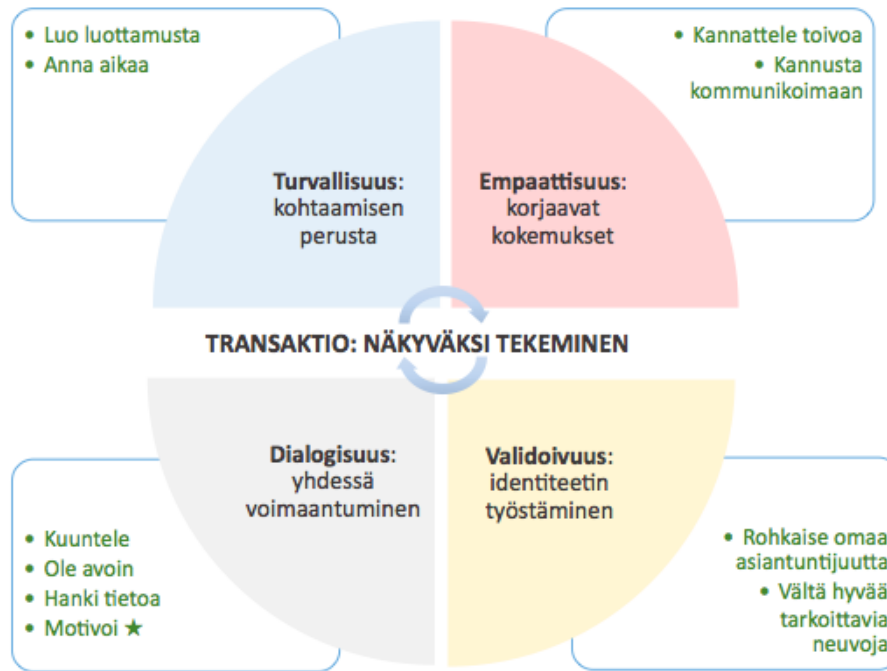 • Luo luottamusta
• Anna aikaa
• Kannattele toivoa
• Kannusta
kommunikoimaan
Turvallisuus:
kohtaamisen
perusta
Empaattisuus:
korjaavat
kokemukset
TRANSAKTIO: NÄKYVÄKSI TEKEMINEN
Dialogisuus:
yhdessä
voimaantuminen
Validoivuus:
identiteetin
työstäminen
• Kuuntele
• Ole avoin
• Hanki tietoa
• Motivoi ★
• Rohkaise omaa
asiantuntijuutta
• Vältä hyvää
tarkoittavia
neuvoja